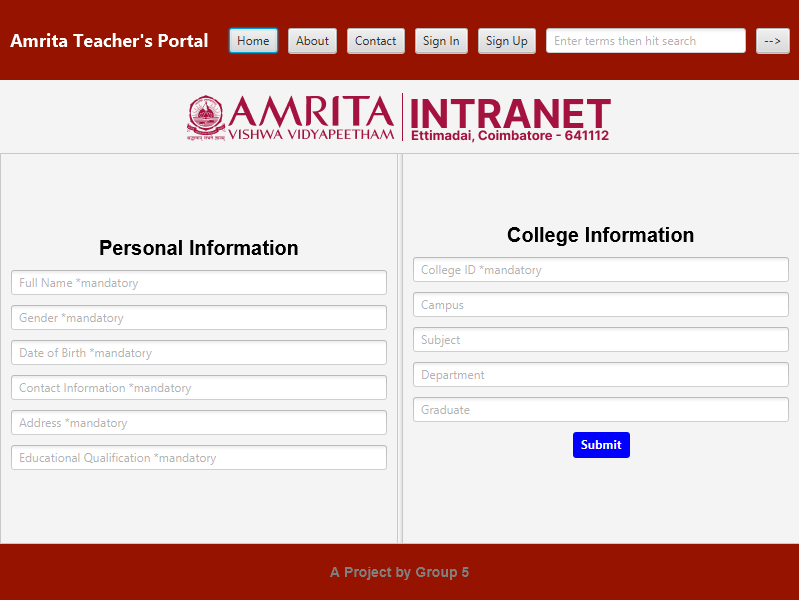 Amrita Teacher's Portal
Home
About
Contact
Sign In
Sign Up
Enter terms then hit search
-->
AMRITA
VISHWA VIDYAPEETHAM
INTRANET
Ettimadai, Coimbatore - 641112
Personal Information
Full Name *mandatory
Gender *mandatory
Date of Birth *mandatory
Contact Information *mandatory
Address *mandatory
Educational Qualification *mandatory
College Information
College ID *mandatory
Campus
Subject
Department
Graduate
Submit
A Project by Group 5